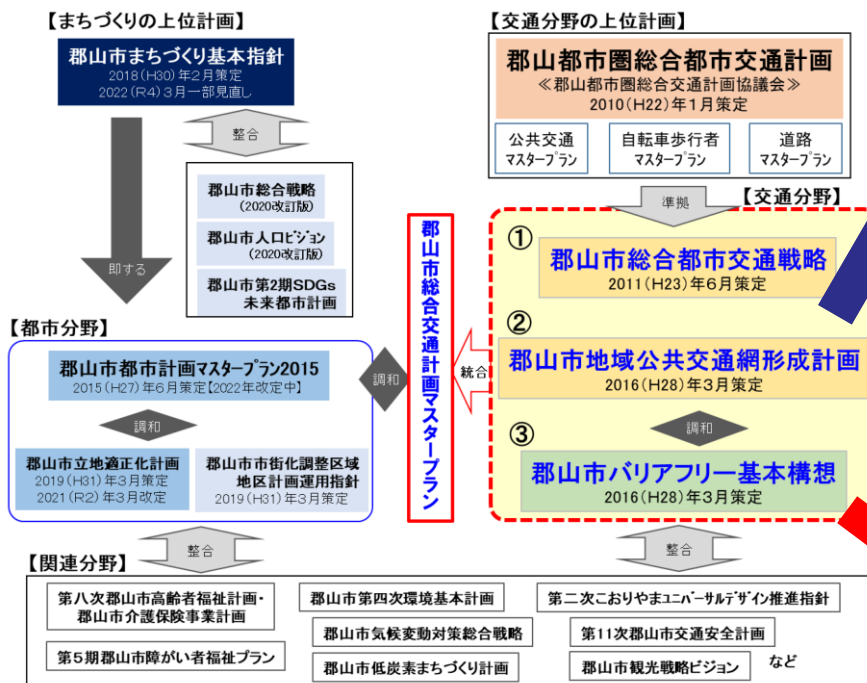 【まちづくりの上位計画】
郡山市まちづくり基本指針
2018(H30)年2月策定
2022(R4)3月一部見直し
整合
郡山市総合戦略
(2020改訂版)
郡山市人口ビジョン
(2020改訂版)
郡山市第2期SDGs
未来都市計画
即する
【交通分野の上位計画】
郡山都市圏総合都市交通計画
≪郡山都市圏総合交通計画協議会≫
2010(H22)年1月策定
公共交通
マスタープラン
自転車歩行者
マスタープラン
道路
マスタープラン
準拠
【交通分野】
①
郡山市総合都市交通戦略
2011(H23)年6月策定
②
郡山市地域公共交通網形成計画
2016(H28)年3月策定
調和
③
郡山市バリアフリー基本構想
2016(H28)年3月策定
統合
郡山市総合交通計画マスタープラン
調和
【都市分野】
郡山市都市計画マスタープラン2015
2015(H27)年6月策定【2022年改定中】
調和
郡山市立地適正化計画
2019(H31)年3月策定
2021(R2)年3月改定
郡山市市街化調整区域
地区計画運用指針
2019(H31)年3月策定
整合
整合
【関連分野】
第八次郡山市高齢者福祉計画・
郡山市介護保険事業計画
第5期郡山市障がい者福祉プラン
郡山市第四次環境基本計画
郡山市気候変動対策総合戦略
郡山市低炭素まちづくり計画
第二次こおりやまユニバーサルデザイン推進指針
第11次郡山市交通安全計画
郡山市観光戦略ビジョン
など